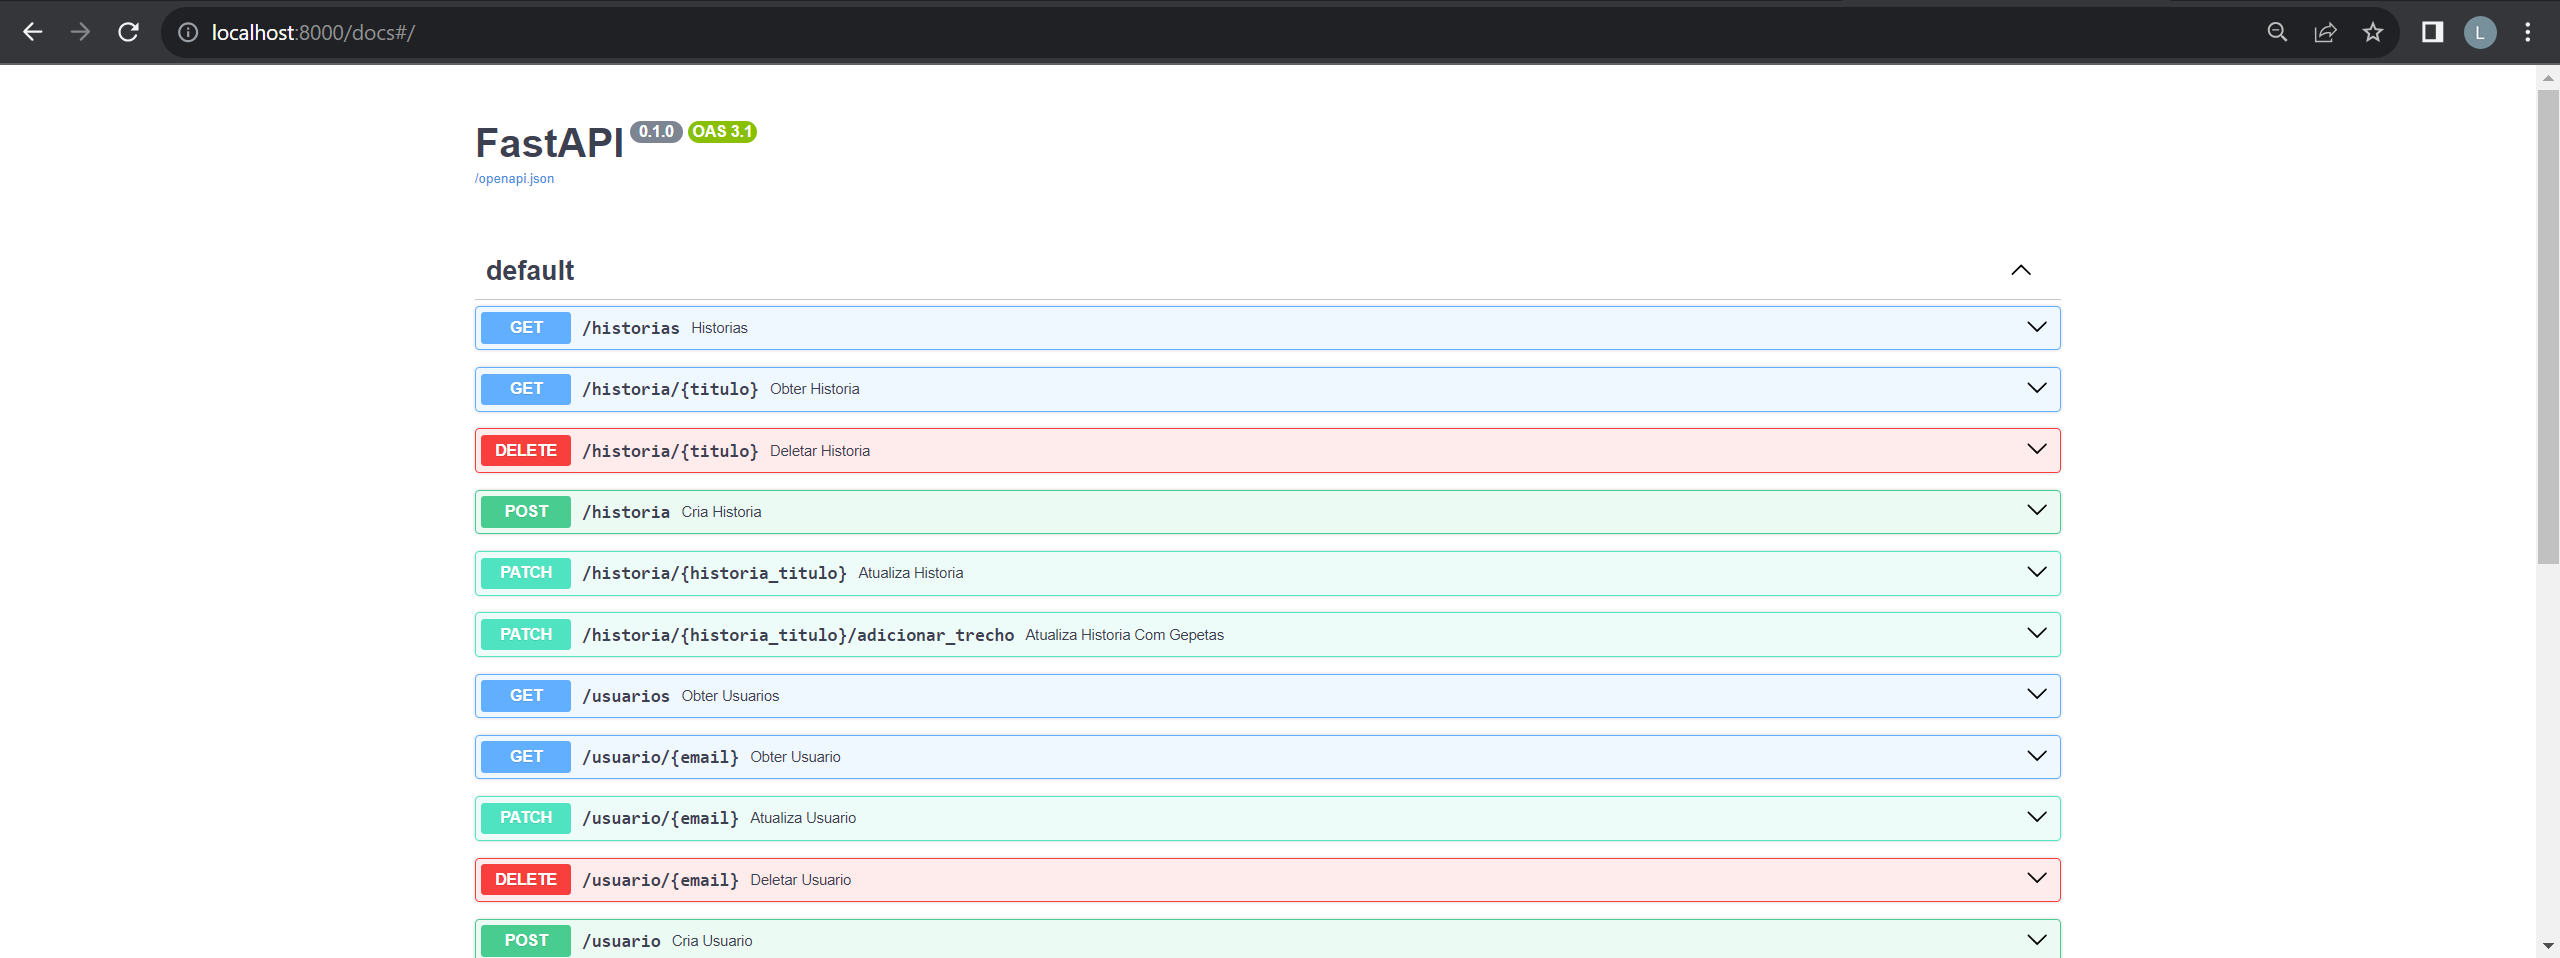 localhost:8000/docs#/
L
FastAPI 0.1.0 OAS 3.1
/openapi.json
default
GET /historias Historias
GET /historia/{titulo} Obter Historia
DELETE /historia/{titulo} Deletar Historia
POST /historia Cria Historia
PATCH /historia/{historia_titulo} Atualiza Historia
PATCH /historia/{historia_titulo}/adicionar_trecho Atualiza Historia Com Gepetas
GET /usuarios Obter Usuarios
GET /usuario/{email} Obter Usuario
PATCH /usuario/{email} Atualiza Usuario
DELETE /usuario/{email} Deletar Usuario
POST /usuario Cria Usuario